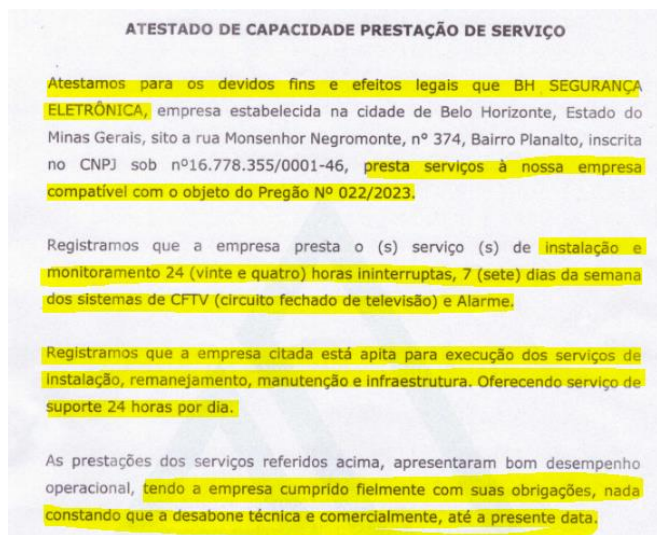 ATESTADO DE CAPACIDADE PRESTAÇÃO DE SERVIÇO
Atestamos para os devidos fins e efeitos legais que BH SEGURANÇA
ELETRÔNICA, empresa estabelecida na cidade de Belo Horizonte, Estado do
Minas Gerais, sito a rua Monsenhor Negromonte, nº 374, Bairro Planalto, inscrita
no CNPJ sob nº16.778.355/0001-46, presta serviços à nossa empresa
compatível com o objeto do Pregão Nº 022/2023.
Registramos que a empresa presta o (s) serviço (s) de instalação e
monitoramento 24 (vinte e quatro) horas ininterruptas, 7 (sete) dias da semana
dos sistemas de CFTV (circuito fechado de televisão) e Alarme.
Registramos que a empresa citada está apita para execução dos serviços de
instalação, remanejamento, manutenção e infraestrutura. Oferecendo serviço de
suporte 24 horas por dia.
As prestações dos serviços referidos acima, apresentaram bom desempenho
operacional, tendo a empresa cumprido fielmente com suas obrigações, nada
constando que a desabone técnica e comercialmente, até a presente data.